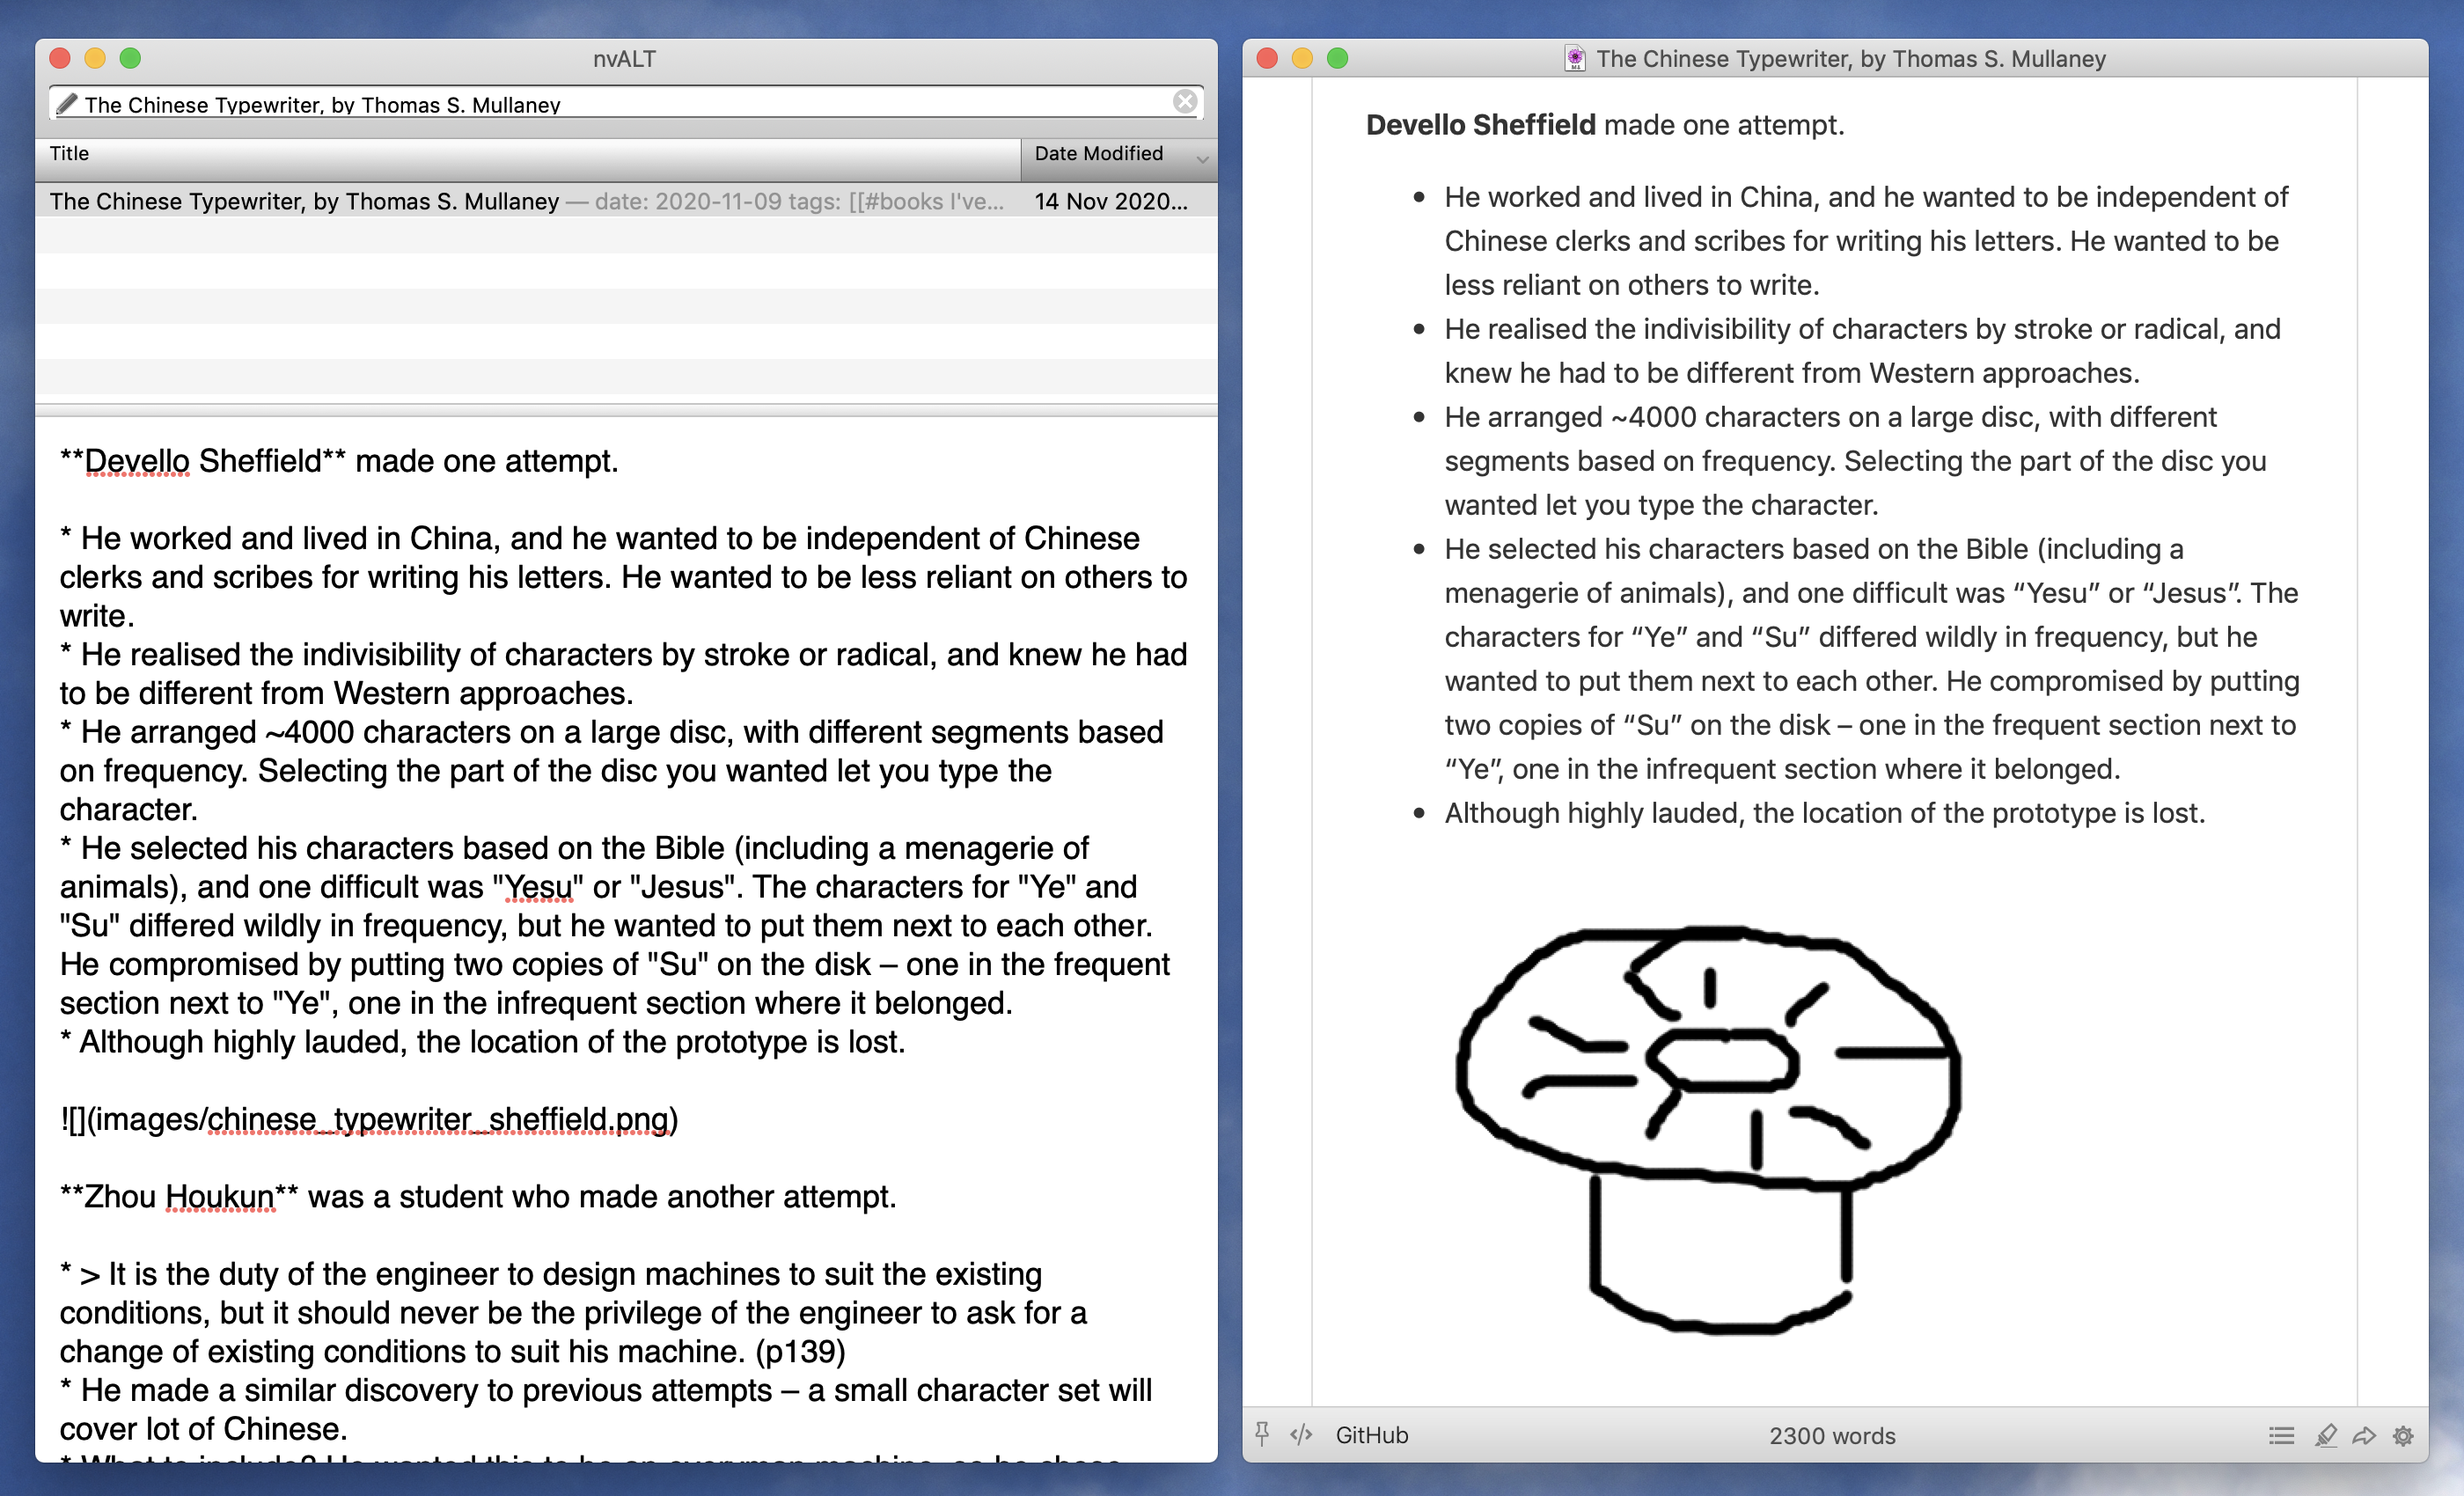 nvALT
The Chinese Typewriter, by Thomas S. Mullaney
Title
Date Modified
The Chinese Typewriter, by Thomas S. Mullaney — date: 2020-11-09 tags: [[#books I've...
14 Nov 2020...
**Devello Sheffield** made one attempt.
* He worked and lived in China, and he wanted to be independent of Chinese
clerks and scribes for writing his letters. He wanted to be less reliant on others to
write.
* He realised the indivisibility of characters by stroke or radical, and knew he had
to be different from Western approaches.
* He arranged ~4000 characters on a large disc, with different segments based
on frequency. Selecting the part of the disc you wanted let you type the
character.
* He selected his characters based on the Bible (including a menagerie of
animals), and one difficult was "Yesu" or "Jesus". The characters for "Ye" and
"Su" differed wildly in frequency, but he wanted to put them next to each other.
He compromised by putting two copies of "Su" on the disk – one in the frequent
section next to "Ye", one in the infrequent section where it belonged.
* Although highly lauded, the location of the prototype is lost.
![](images/chinese_typewriter_sheffield.png)
**Zhou Houkun** was a student who made another attempt.
* > It is the duty of the engineer to design machines to suit the existing
conditions, but it should never be the privilege of the engineer to ask for a
change of existing conditions to suit his machine. (p139)
* He made a similar discovery to previous attempts – a small character set will
cover lot of Chinese.
* What to include? He wanted this to be an everyman machine, so he chose
The Chinese Typewriter, by Thomas S. Mullaney
Devello Sheffield made one attempt.
• He worked and lived in China, and he wanted to be independent of
Chinese clerks and scribes for writing his letters. He wanted to be
less reliant on others to write.
• He realised the indivisibility of characters by stroke or radical, and
knew he had to be different from Western approaches.
• He arranged ~4000 characters on a large disc, with different
segments based on frequency. Selecting the part of the disc you
wanted let you type the character.
• He selected his characters based on the Bible (including a
menagerie of animals), and one difficult was “Yesu” or “Jesus”. The
characters for “Ye” and “Su” differed wildly in frequency, but he
wanted to put them next to each other. He compromised by putting
two copies of “Su” on the disk – one in the frequent section next to
“Ye”, one in the infrequent section where it belonged.
• Although highly lauded, the location of the prototype is lost.
GitHub
2300 words